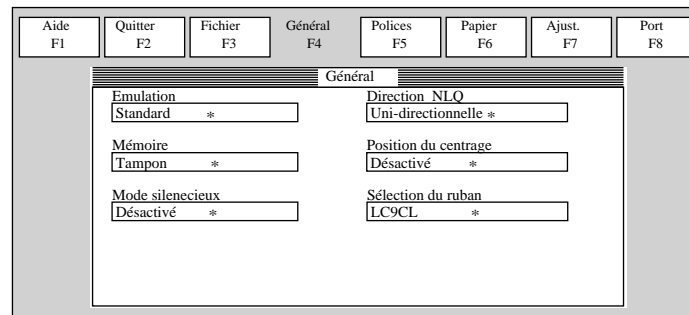 Aide Quitter Fichier Général Polices Papier Ajust. Port
F1 F2 F3 F4 F5 F6 F7 F8
Général
Emulation Direction NLQ
Standard * Uni-directionnelle *
Mémoire Position du centrage
Tampon * Désactivé *
Mode silenecieux Sélection du ruban
Désactivé * LC9CL *